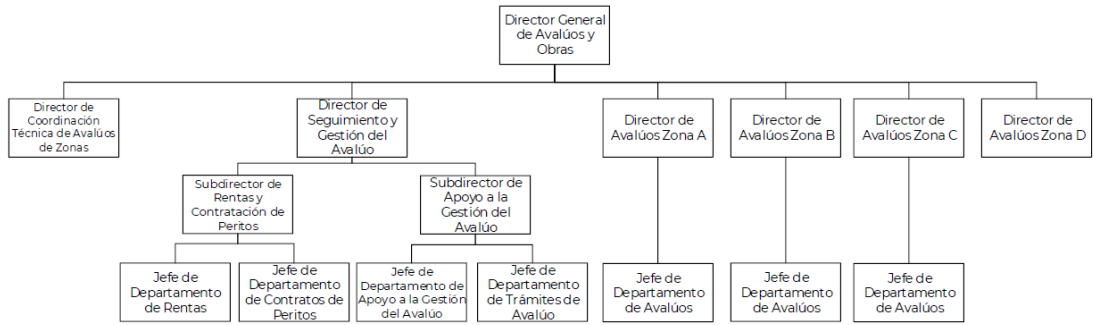 Director General
de Avalúos y
Obras
Director de
Coordinación
Técnica de Avalúos
de Zonas
Director de
Seguimiento y
Gestión del
Avalúo
Director de
Avalúos Zona A
Director de
Avalúos Zona B
Director de
Avalúos Zona C
Director de
Avalúos Zona D
Subdirector de
Rentas y
Contratación de
Peritos
Subdirector de
Apoyo a la
Gestión del
Avalúo
Jefe de
Departamento
de Rentas
Jefe de
Departamento
de Contratos de
Peritos
Jefe de
Departamento de
Apoyo a la Gestión
del Avalúo
Jefe de
Departamento
de Trámites de
Avalúo
Jefe de
Departamento
de Avalúos
Jefe de
Departamento
de Avalúos
Jefe de
Departamento
de Avalúos